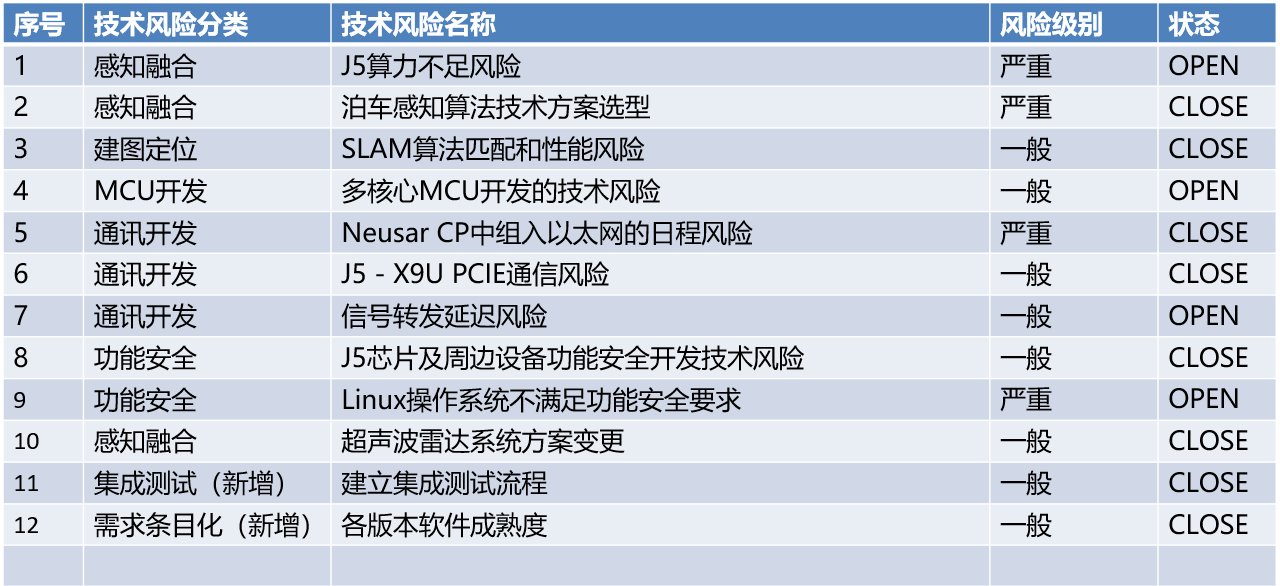 序号 技术风险分类 技术风险名称 风险级别 状态
1 感知融合 J5算力不足风险 严重 OPEN
2 感知融合 泊车感知算法技术方案选型 严重 CLOSE
3 建图定位 SLAM算法匹配和性能风险 一般 CLOSE
4 MCU开发 多核心MCU开发的技术风险 一般 OPEN
5 通讯开发 Neusar CP中组入以太网的日程风险 严重 CLOSE
6 通讯开发 J5 - X9U PCIE通信风险 一般 CLOSE
7 通讯开发 信号转发延迟风险 一般 OPEN
8 功能安全 J5芯片及周边设备功能安全开发技术风险 一般 CLOSE
9 功能安全 Linux操作系统不满足功能安全要求 严重 OPEN
10 感知融合 超声波雷达系统方案变更 一般 CLOSE
11 集成测试（新增） 建立集成测试流程 一般 CLOSE
12 需求条目化（新增） 各版本软件成熟度 一般 CLOSE